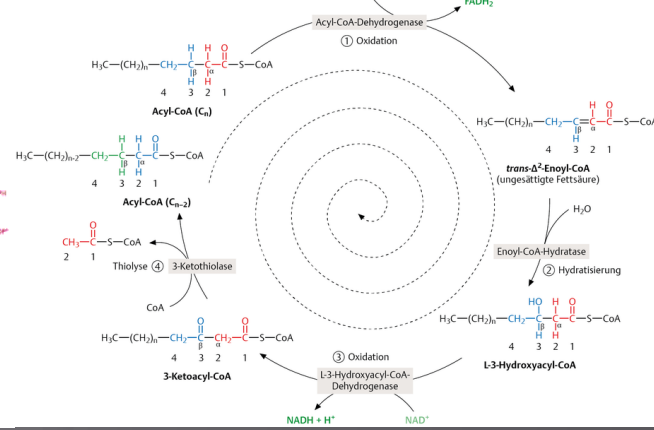 FADH₂
Acyl-CoA-Dehydrogenase
① Oxidation
H H O
H₃C—(CH₂)n—CH₂—C—C—C—S—CoA
β α
H H
4 3 2 1
Acyl-CoA (Cn)
H O
H₃C—(CH₂)n—CH₂—C=C—C—S—CoA
β α
H
4 3 2 1
trans-Δ²-Enoyl-CoA
(ungesättigte Fettsäure)
H₂O
Enoyl-CoA-Hydratase
② Hydratisierung
HO H O
H₃C—(CH₂)n—CH₂—C—C—C—S—CoA
β α
H H
4 3 2 1
L-3-Hydroxyacyl-CoA
③ Oxidation
L-3-Hydroxyacyl-CoA-
Dehydrogenase
NADH + H⁺
NAD⁺
O O
H₃C—(CH₂)n—CH₂—C—CH₂—C—S—CoA
β α
4 3 2 1
3-Ketoacyl-CoA
CoA
Thiolyse ④ 3-Ketothiolase
O
CH₃—C—S—CoA
2 1
H H O
H₃C—(CH₂)n-2—CH₂—C—C—C—S—CoA
β α
H H
4 3 2 1
Acyl-CoA (Cn-2)